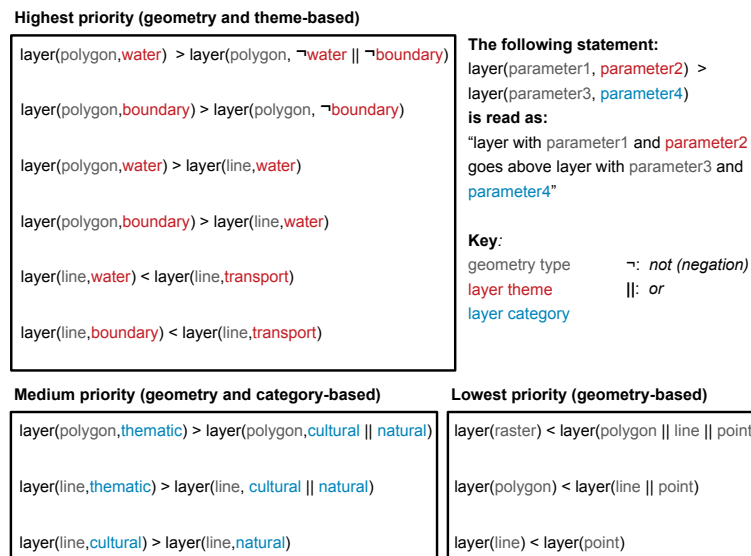 Highest priority (geometry and theme-based)
layer(polygon,water) > layer(polygon, ¬water || ¬boundary)
layer(polygon,boundary) > layer(polygon, ¬boundary)
layer(polygon,water) > layer(line,water)
layer(polygon,boundary) > layer(line,water)
layer(line,water) < layer(line,transport)
layer(line,boundary) < layer(line,transport)
The following statement:
layer(parameter1, parameter2) >
layer(parameter3, parameter4)
is read as:
“layer with parameter1 and parameter2
goes above layer with parameter3 and
parameter4”
Key:
geometry type ¬: not (negation)
layer theme ||: or
layer category
Medium priority (geometry and category-based)
layer(polygon,thematic) > layer(polygon,cultural || natural)
layer(line,thematic) > layer(line, cultural || natural)
layer(line,cultural) > layer(line,natural)
Lowest priority (geometry-based)
layer(raster) < layer(polygon || line || point
layer(polygon) < layer(line || point)
layer(line) < layer(point)